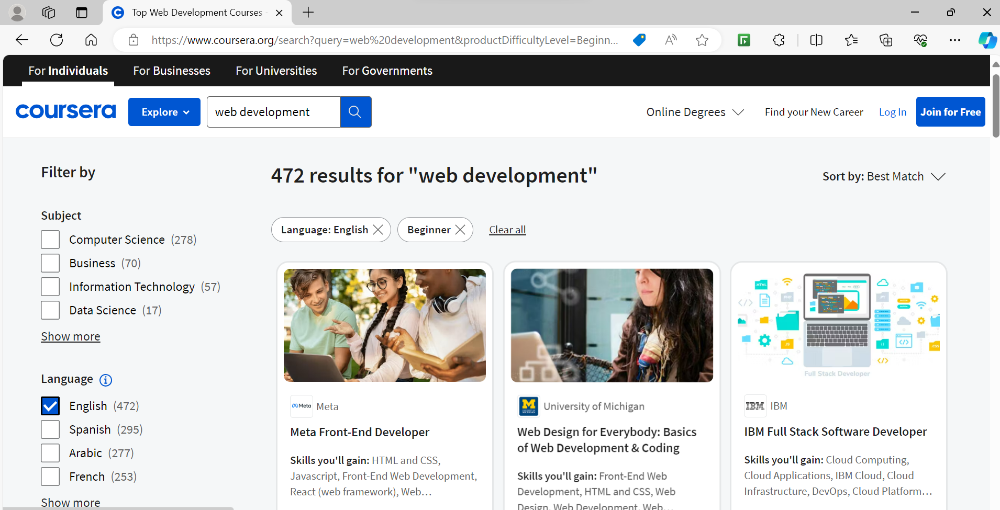 Top Web Development Courses -
https://www.coursera.org/search?query=web%20development&productDifficultyLevel=Beginn...
For Individuals
For Businesses
For Universities
For Governments
coursera
Explore
web development
Online Degrees
Find your New Career
Log In
Join for Free
Filter by
Subject
Computer Science (278)
Business (70)
Information Technology (57)
Data Science (17)
Show more
Language
English (472)
Spanish (295)
Arabic (277)
French (253)
Show more
472 results for "web development"
Sort by: Best Match
Language: English
Beginner
Clear all
Meta
Meta
Meta Front-End Developer
Skills you'll gain: HTML and CSS,
Javascript, Front-End Web Development,
React (web framework), Web...
University of Michigan
Web Design for Everybody: Basics
of Web Development & Coding
Skills you'll gain: Front-End Web
Development, HTML and CSS, Web
Design, Web Development, Web...
.HTML
PHP
JS
PY
.CSS
Full Stack Developer
IBM
IBM
IBM Full Stack Software Developer
Skills you'll gain: Cloud Computing,
Cloud Applications, IBM Cloud, Cloud
Infrastructure, DevOps, Cloud Platform...